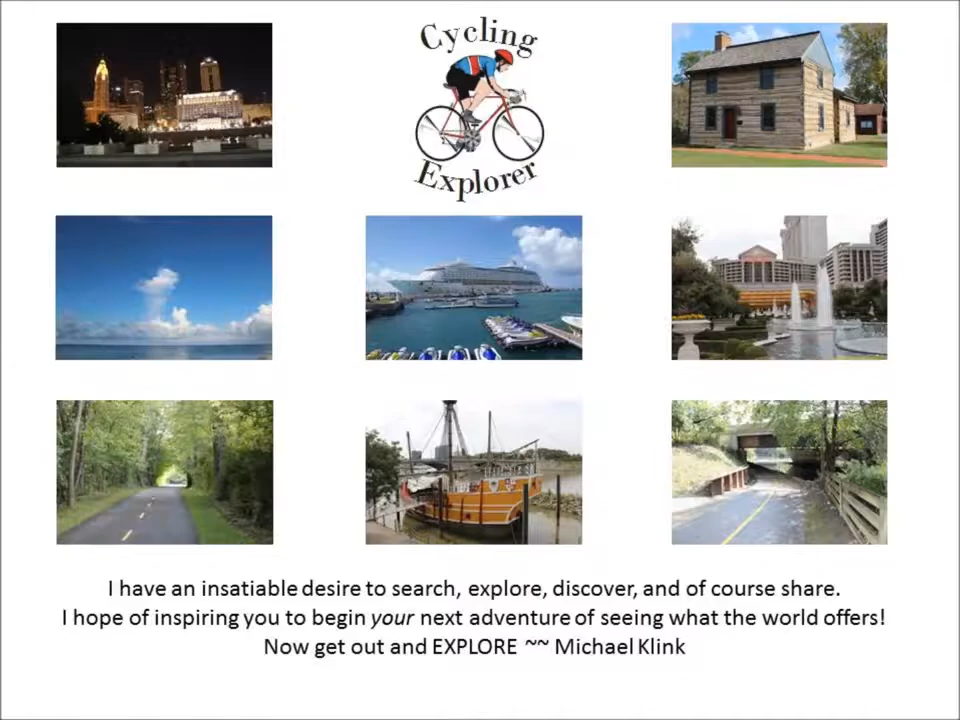 Cycling
Explorer
I have an insatiable desire to search, explore, discover, and of course share.
I hope of inspiring you to begin your next adventure of seeing what the world offers!
Now get out and EXPLORE ~~ Michael Klink